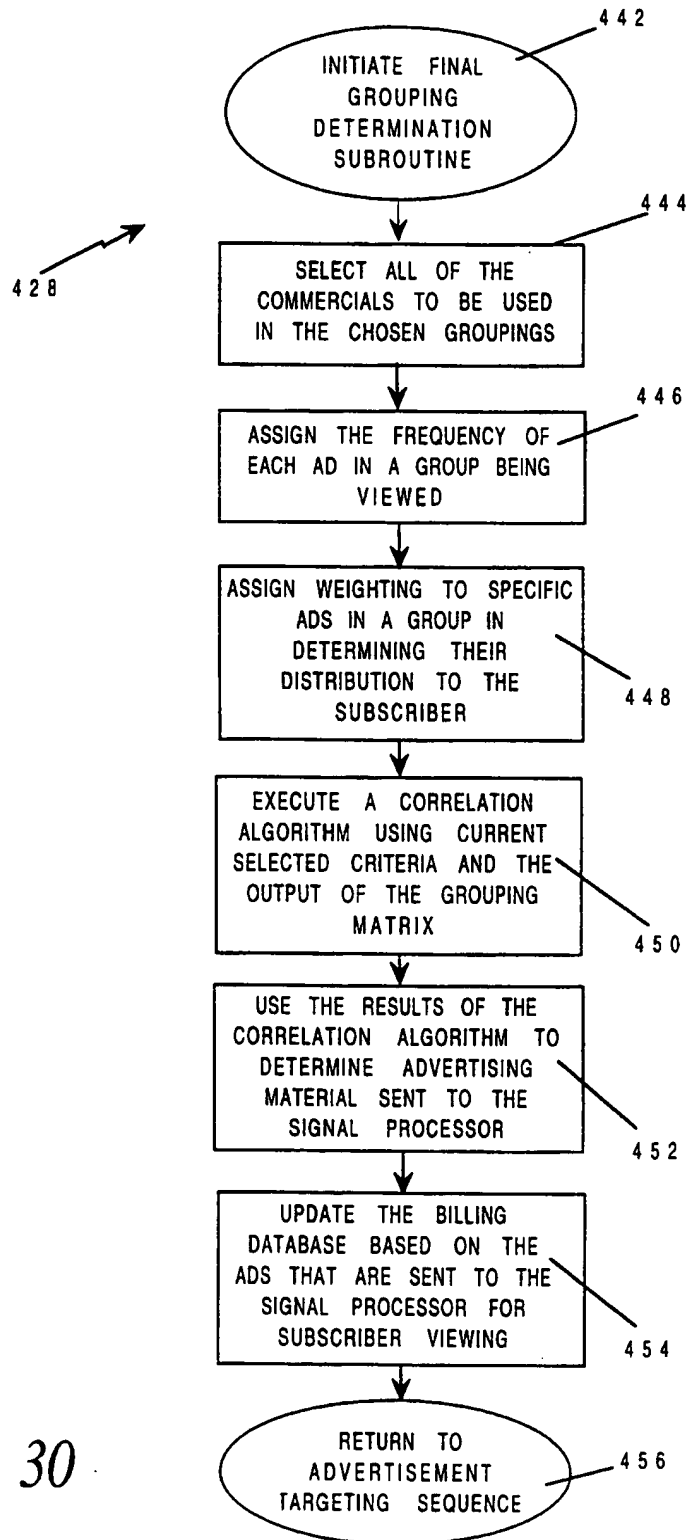 442
INITIATE FINAL
GROUPING
DETERMINATION
SUBROUTINE
444
428
SELECT ALL OF THE
COMMERCIALS TO BE USED
IN THE CHOSEN GROUPINGS
446
ASSIGN THE FREQUENCY OF
EACH AD IN A GROUP BEING
VIEWED
ASSIGN WEIGHTING TO SPECIFIC
ADS IN A GROUP IN
DETERMINING THEIR
DISTRIBUTION TO THE
SUBSCRIBER
448
EXECUTE A CORRELATION
ALGORITHM USING CURRENT
SELECTED CRITERIA AND THE
OUTPUT OF THE GROUPING
MATRIX
450
USE THE RESULTS OF THE
CORRELATION ALGORITHM TO
DETERMINE ADVERTISING
MATERIAL SENT TO THE
SIGNAL PROCESSOR
452
UPDATE THE BILLING
DATABASE BASED ON THE
ADS THAT ARE SENT TO THE
SIGNAL PROCESSOR FOR
SUBSCRIBER VIEWING
454
30
RETURN TO
ADVERTISEMENT
TARGETING SEQUENCE
456